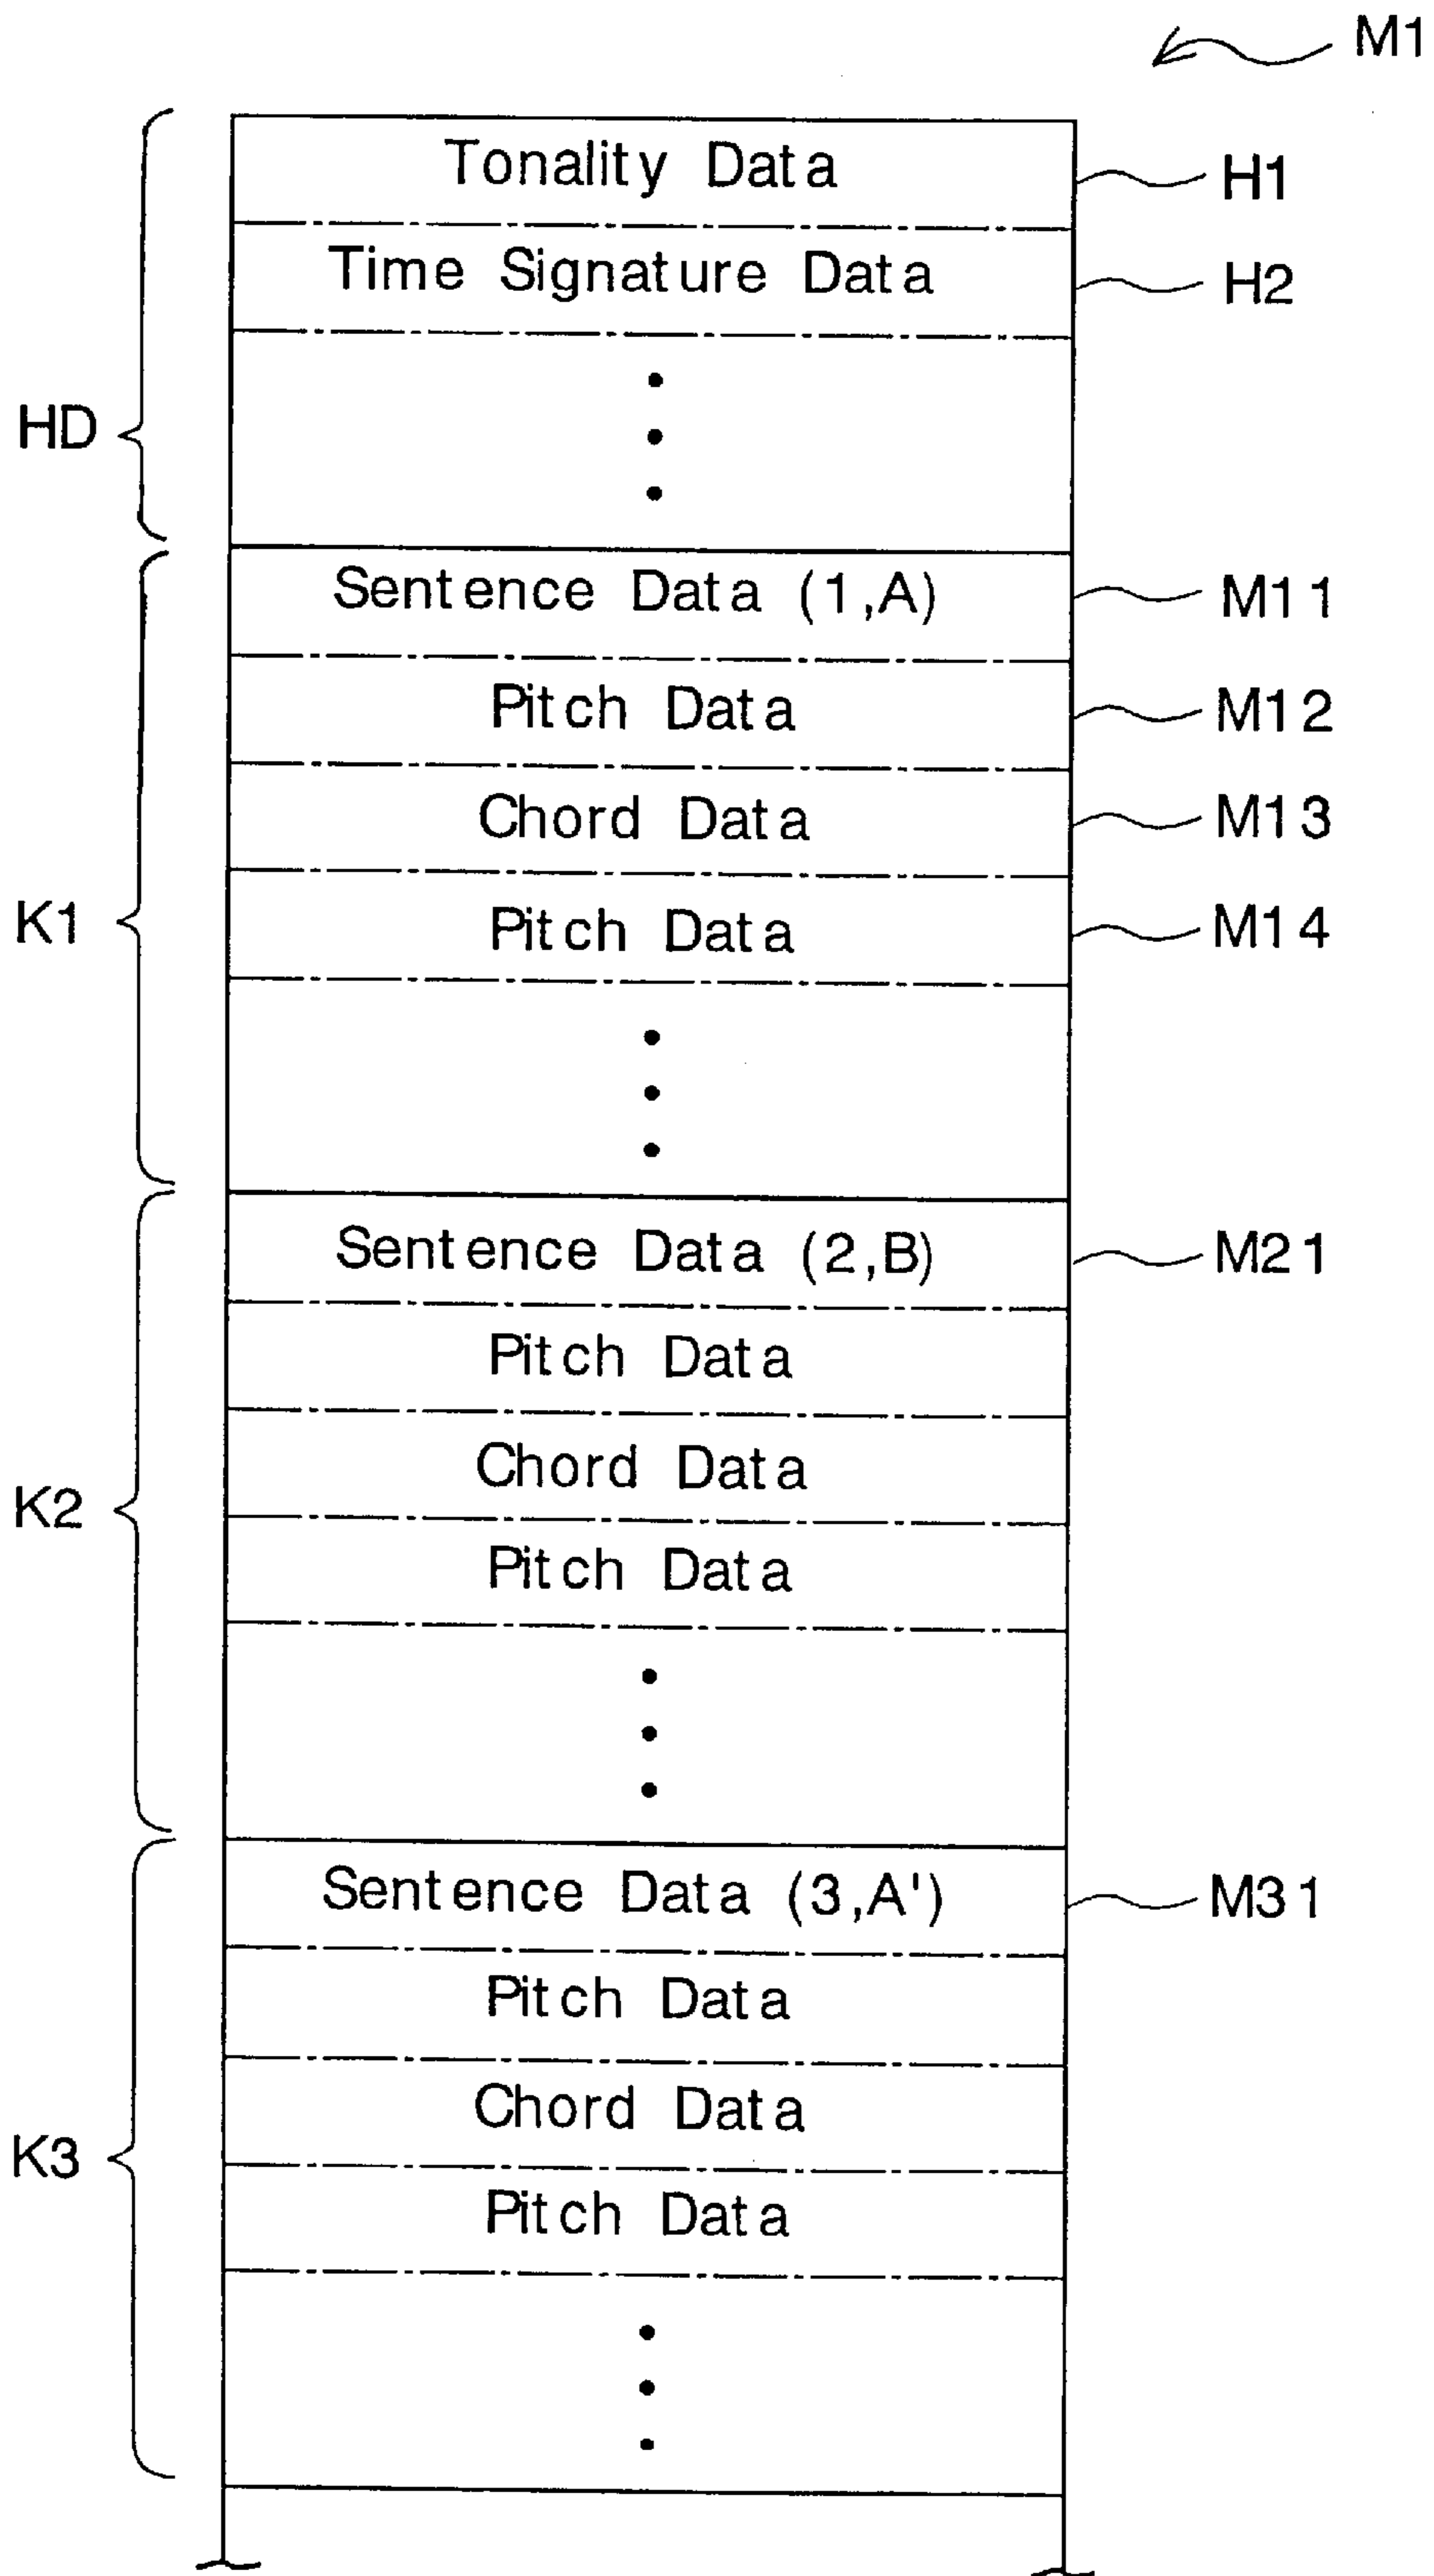 M1
Tonality Data H1
Time Signature Data H2
HD
Sentence Data (1,A) M11
Pitch Data M12
Chord Data M13
K1 Pitch Data M14
Sentence Data (2,B) M21
Pitch Data
Chord Data
K2
Pitch Data
Sentence Data (3,A') M31
Pitch Data
Chord Data
K3
Pitch Data